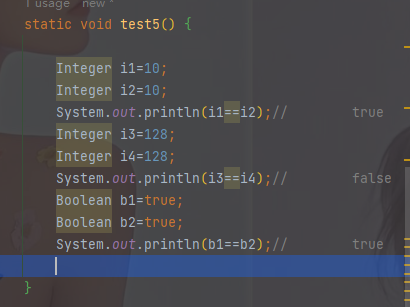 1 usage   new *
static void test5() {
Integer i1=10;
Integer i2=10;
System.out.println(i1==i2);//        true
Integer i3=128;
Integer i4=128;
System.out.println(i3==i4);//        false
Boolean b1=true;
Boolean b2=true;
System.out.println(b1==b2);//        true
}